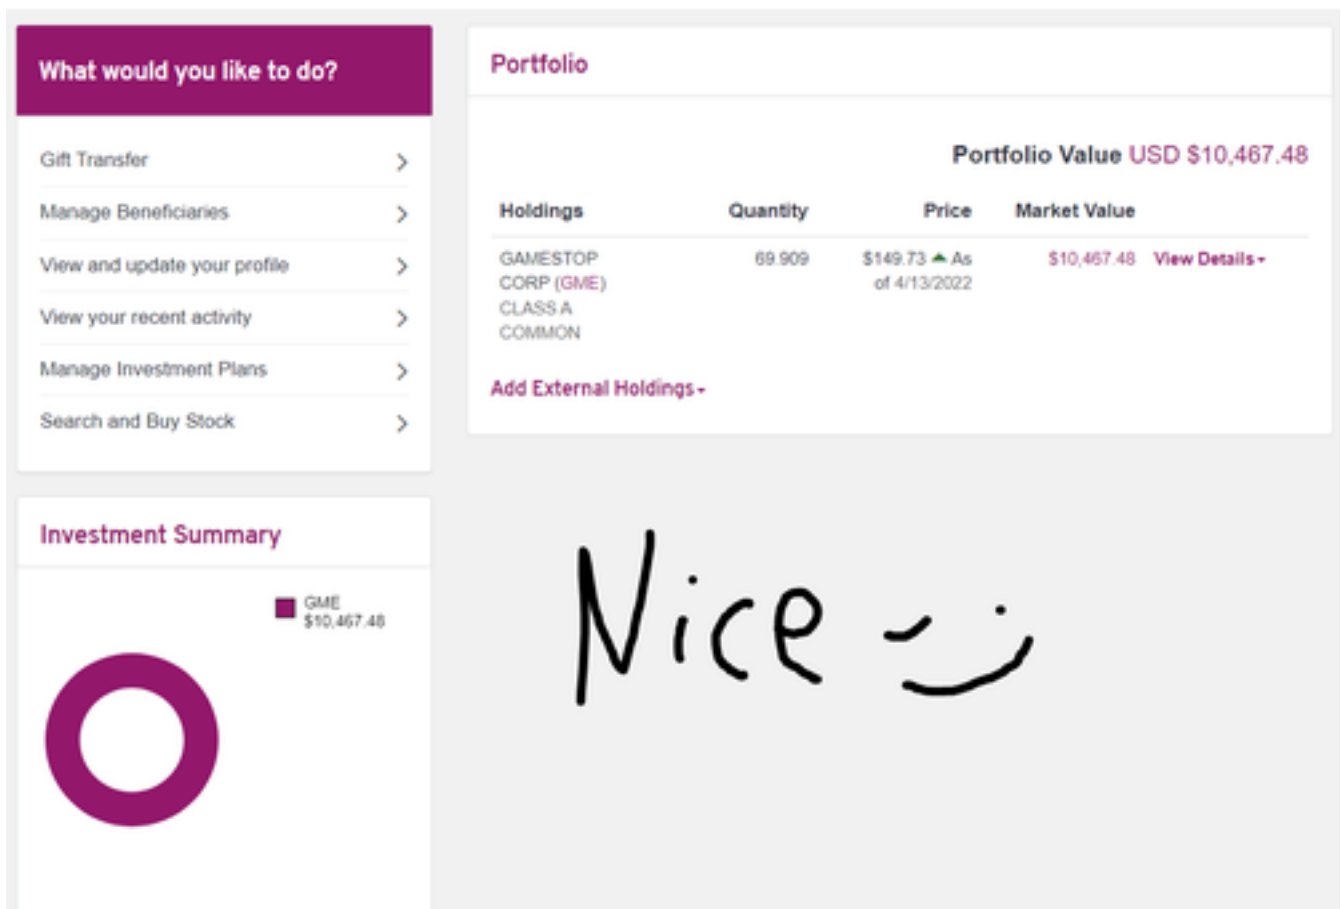 What would you like to do?
Gift Transfer
Manage Beneficiaries
View and update your profile
View your recent activity
Manage Investment Plans
Search and Buy Stock
Portfolio
Portfolio Value USD $10,467.48
Holdings Quantity Price Market Value
GAMESTOP 69.909 $149.73 As $10,467.48 View Details
CORP (GME) of 4/13/2022
CLASS A
COMMON
Add External Holdings
Investment Summary
GME
$10,467.48
Nice